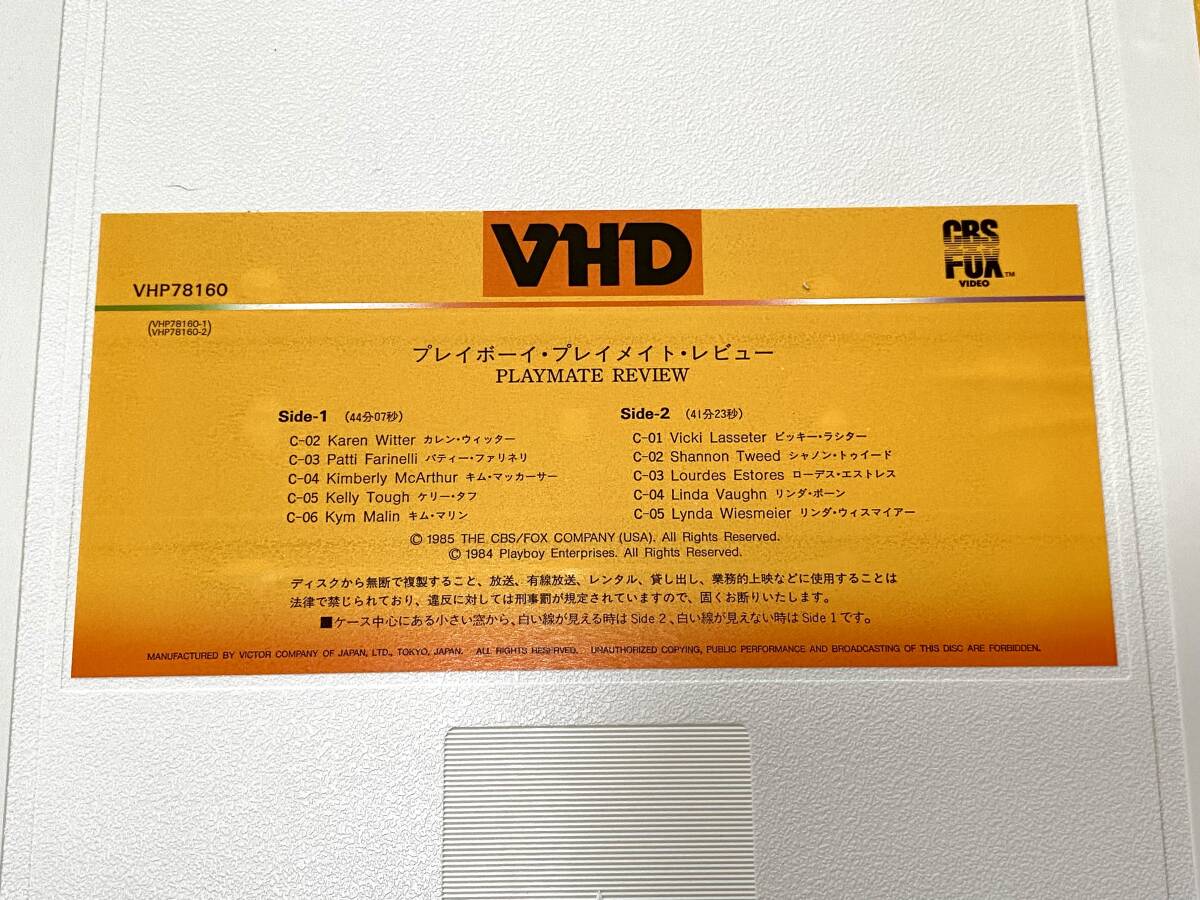 VHD
CBS
FOX™
VIDEO
VHP78160
(VHP78160-1)
(VHP78160-2)
プレイボーイ・プレイメイト・レビュー
PLAYMATE REVIEW
Side-1 (44分07秒)
C-02 Karen Witter カレン・ウィッター
C-03 Patti Farinelli パティー・ファリネリ
C-04 Kimberly McArthur キム・マッカーサー
C-05 Kelly Tough ケリー・タフ
C-06 Kym Malin キム・マリン
Side-2 (41分23秒)
C-01 Vicki Lasseter ビッキー・ラシター
C-02 Shannon Tweed シャノン・トゥイード
C-03 Lourdes Estores ローデス・エストレス
C-04 Linda Vaughn リンダ・ボーン
C-05 Lynda Wiesmeier リンダ・ウィスマイアー
© 1985 THE CBS/FOX COMPANY (USA). All Rights Reserved.
© 1984 Playboy Enterprises. All Rights Reserved.
ディスクから無断で複製すること、放送、有線放送、レンタル、貸し出し、業務的上映などに使用することは
法律で禁じられており、違反に対しては刑事罰が規定されていますので、固くお断りいたします。
■ケース中心にある小さい窓から、白い線が見える時はSide 2、白い線が見えない時はSide 1です。
MANUFACTURED BY VICTOR COMPANY OF JAPAN, LTD., TOKYO, JAPAN. ALL RIGHTS RESERVED. UNAUTHORIZED COPYING, PUBLIC PERFORMANCE AND BROADCASTING OF THIS DISC ARE FORBIDDEN.